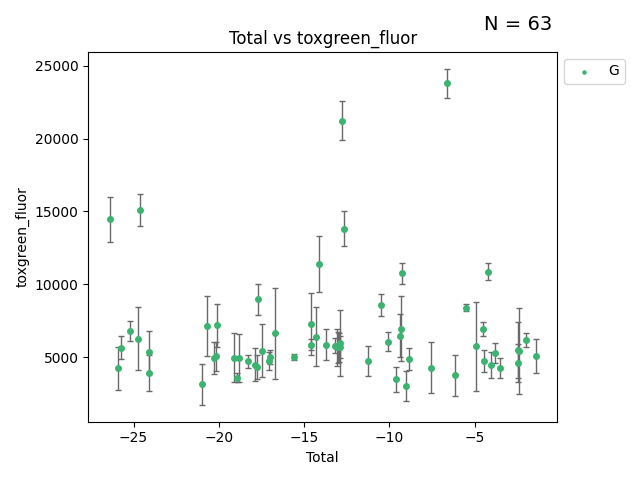 N = 63
Total vs toxgreen_fluor
G
toxgreen_fluor
25000
20000
15000
10000
5000
−25 −20 −15 −10 −5
Total